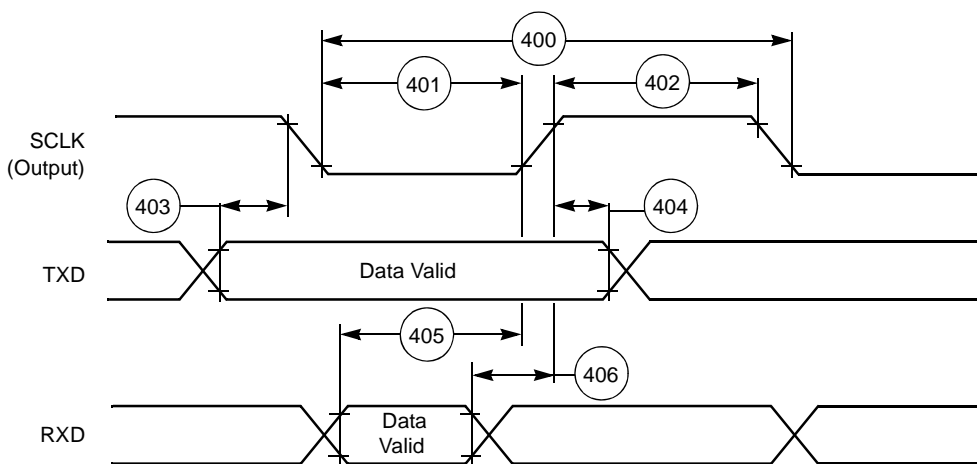 400
401
402
SCLK
(Output)
403
404
TXD
Data Valid
405
406
RXD
Data
Valid